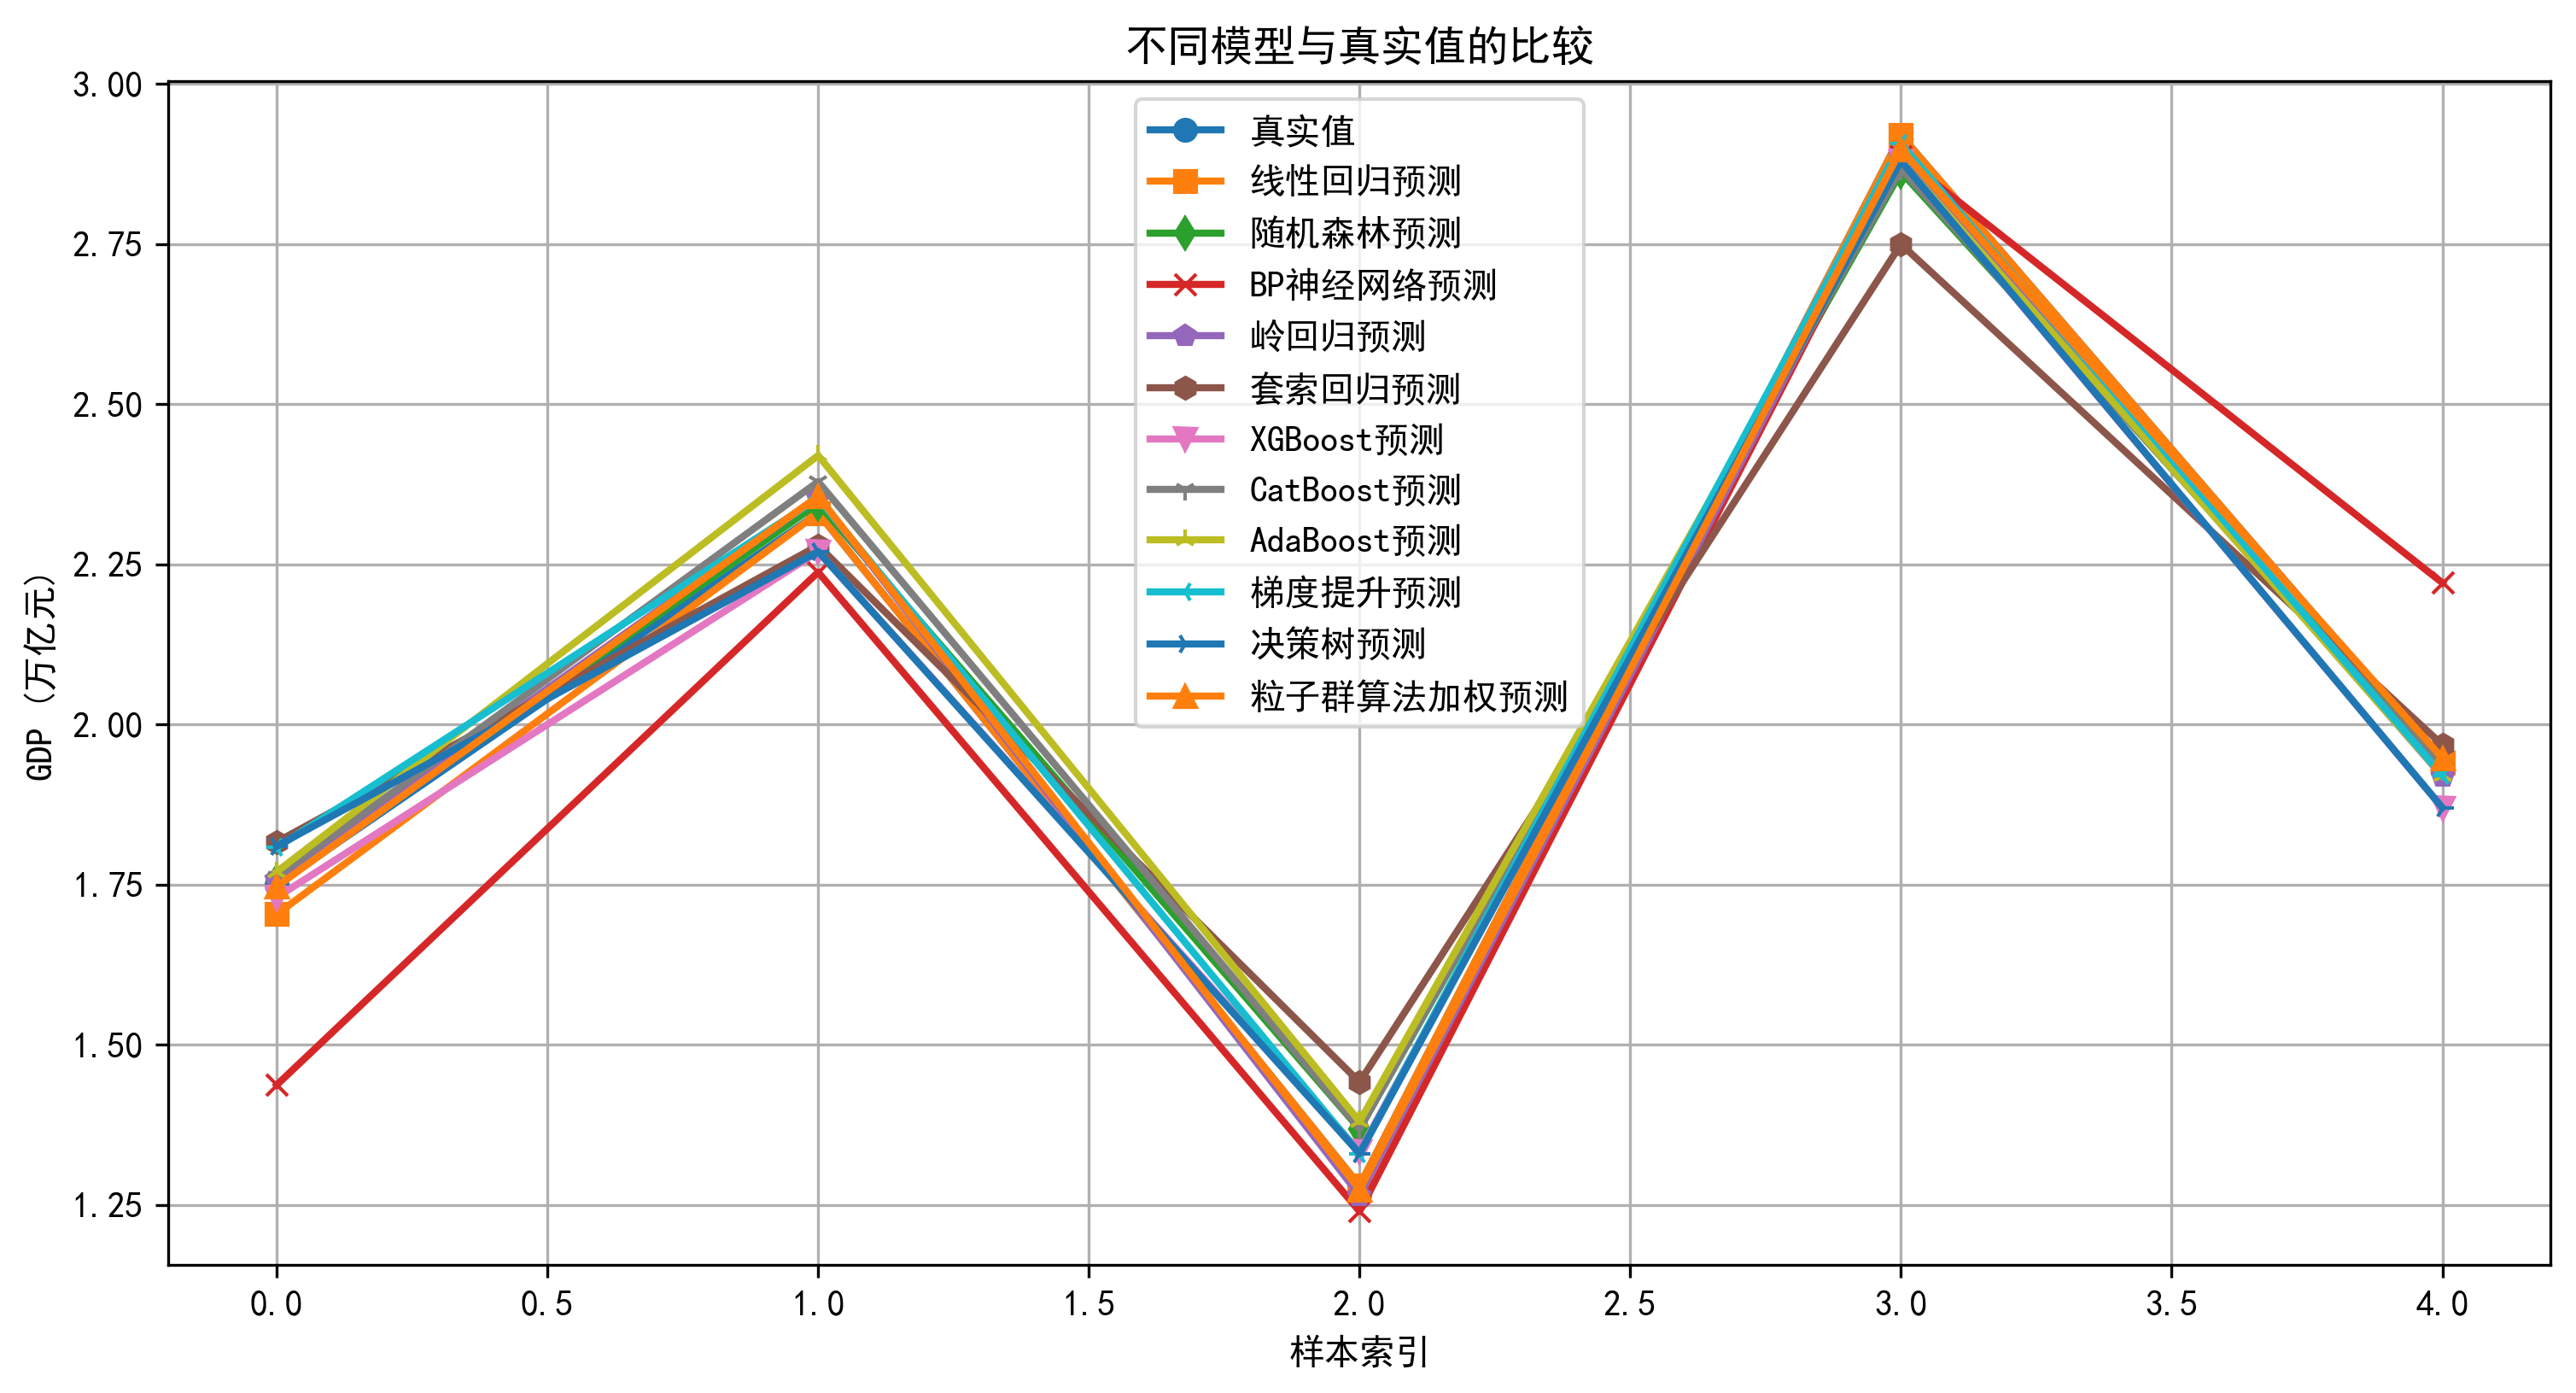 不同模型与真实值的比较
3.00
2.75
2.50
2.25
2.00
1.75
1.50
1.25
GDP (万亿元)
真实值
线性回归预测
随机森林预测
BP神经网络预测
岭回归预测
套索回归预测
XGBoost预测
CatBoost预测
AdaBoost预测
梯度提升预测
决策树预测
粒子群算法加权预测
0.0 0.5 1.0 1.5 2.0 2.5 3.0 3.5 4.0
样本索引